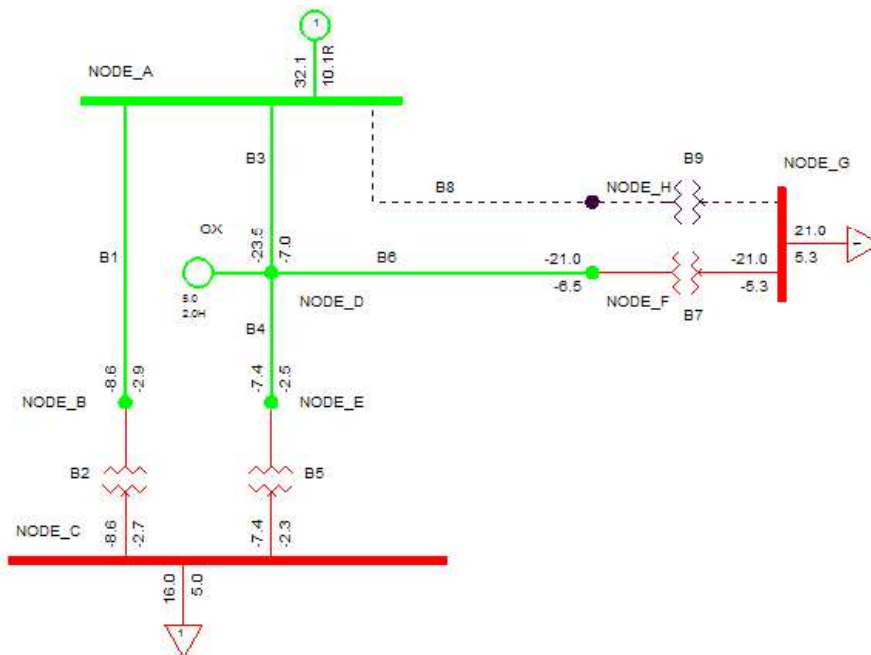 1
32.1
10.1R
NODE_A
B3
B9
NODE_G
B8
NODE_H
GX
-23.5
-7.0
B6
-21.0
-6.5
-21.0
-5.3
21.0
5.3
1
B1
5.0
2.0H
NODE_D
NODE_F
B7
B4
-8.6
-2.9
-7.4
-2.5
NODE_B
NODE_E
B2
B5
NODE_C
-8.6
-2.7
-7.4
-2.3
16.0
5.0
1